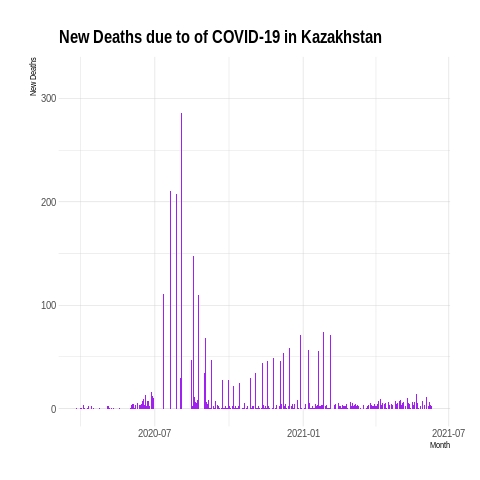 New Deaths due to of COVID-19 in Kazakhstan
New Deaths
300
200
100
0
2020-07
2021-01
2021-07
Month